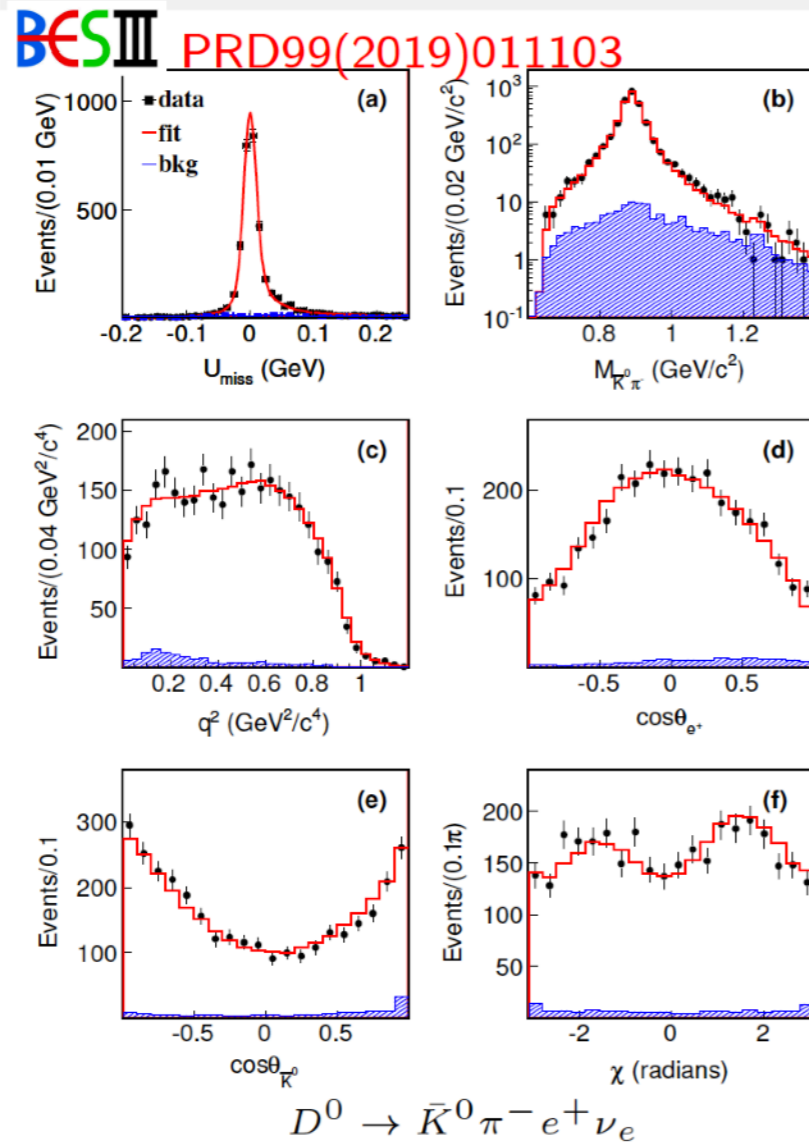 BESIII PRD99(2019)011103
Events/(0.01 GeV)
1000
500
data
fit
bkg
(a)
-0.2 -0.1 0 0.1 0.2
U_miss (GeV)
Events/(0.02 GeV/c²)
10³
10²
10
1
10⁻¹
(b)
0.8 1 1.2
M_K̄⁰π⁻ (GeV/c²)
Events/(0.04 GeV²/c⁴)
200
150
100
50
(c)
0.2 0.4 0.6 0.8 1
q² (GeV²/c⁴)
Events/0.1
200
100
(d)
-0.5 0 0.5
cosθ_e⁺
Events/0.1
300
200
100
(e)
-0.5 0 0.5
cosθ_K̄⁰
Events/(0.1π)
200
150
100
50
(f)
-2 0 2
χ (radians)
D⁰ → K̄⁰π⁻e⁺ν_e